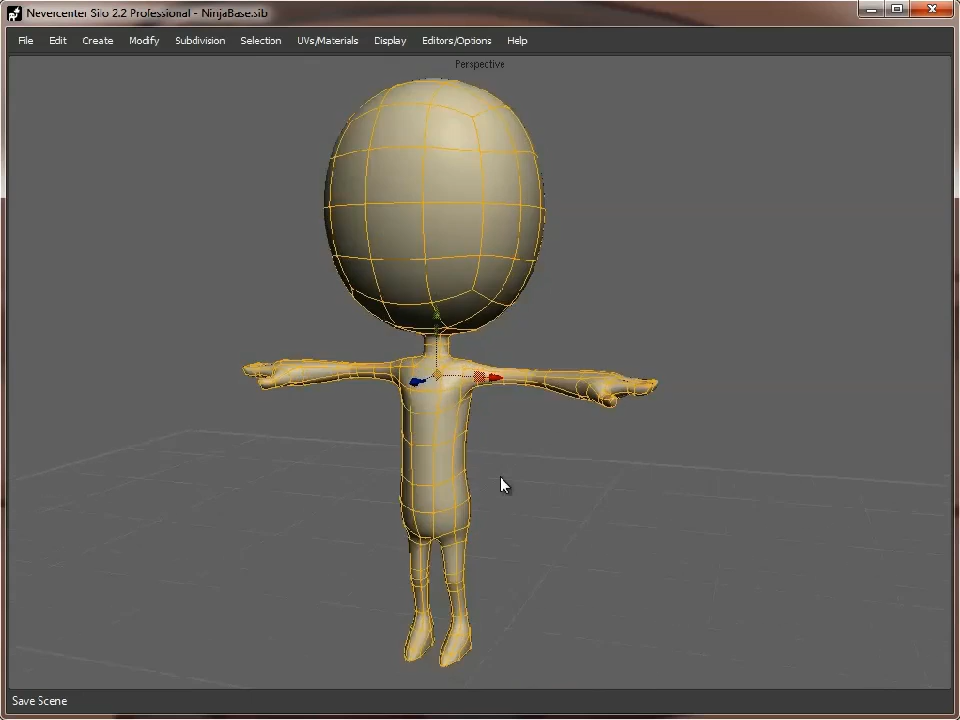 Nevercenter Silo 2.2 Professional - NinjaBase.sib
File Edit Create Modify Subdivision Selection UVs/Materials Display Editors/Options Help
Perspective
Save Scene